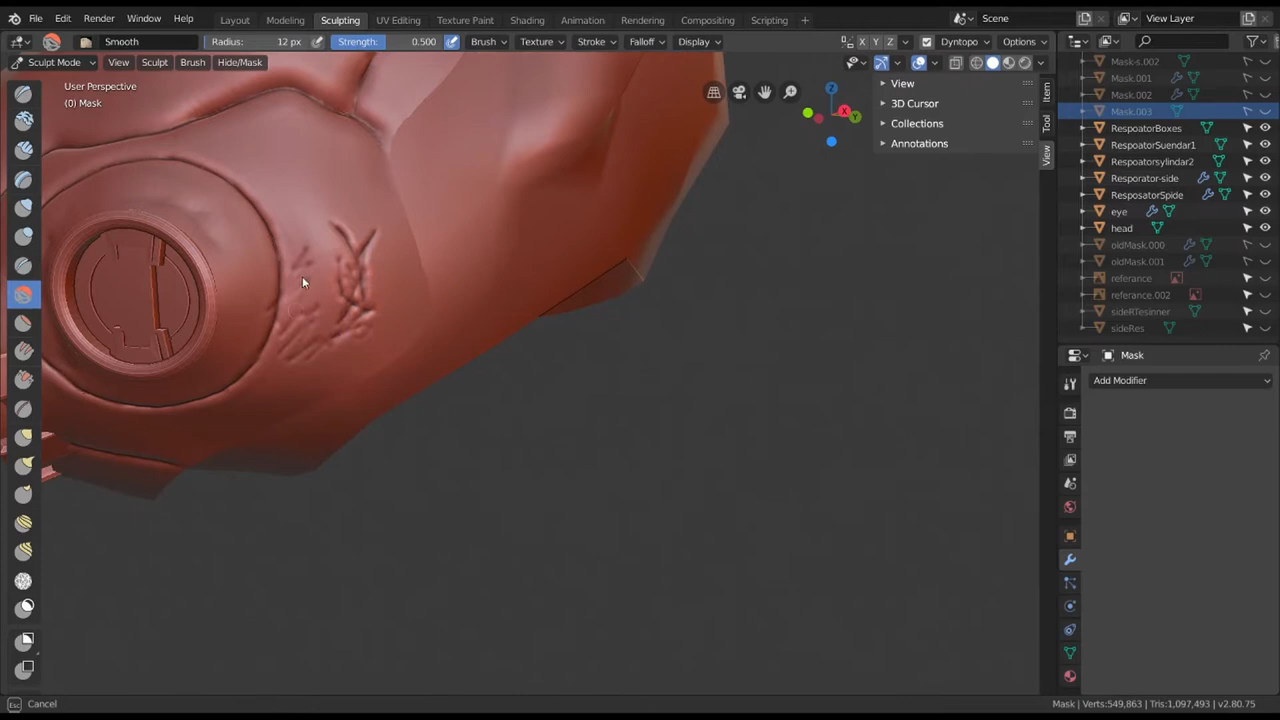 File Edit Render Window Help Layout Modeling Sculpting UV Editing Texture Paint Shading Animation Rendering Compositing Scripting + Scene View Layer
Smooth Radius: 12 px Strength: 0.500 Brush Texture Stroke Falloff Display X Y Z Dyntopo Options
Sculpt Mode View Sculpt Brush Hide/Mask
User Perspective
(0) Mask
Z
X
Y
View
3D Cursor
Collections
Annotations
Item
Tool
View
Mask-s.002
Mask.001
Mask.002
Mask.003
RespoatorBoxes
RespoatorSuendar1
Respoatorsylindar2
Resporator-side
ResposatorSpide
eye
head
oldMask.000
oldMask.001
referance
referance.002
sideRTesinner
sideRes
Mask
Add Modifier
Esc Cancel
Mask | Verts:549,863 | Tris:1,097,493 | v2.80.75